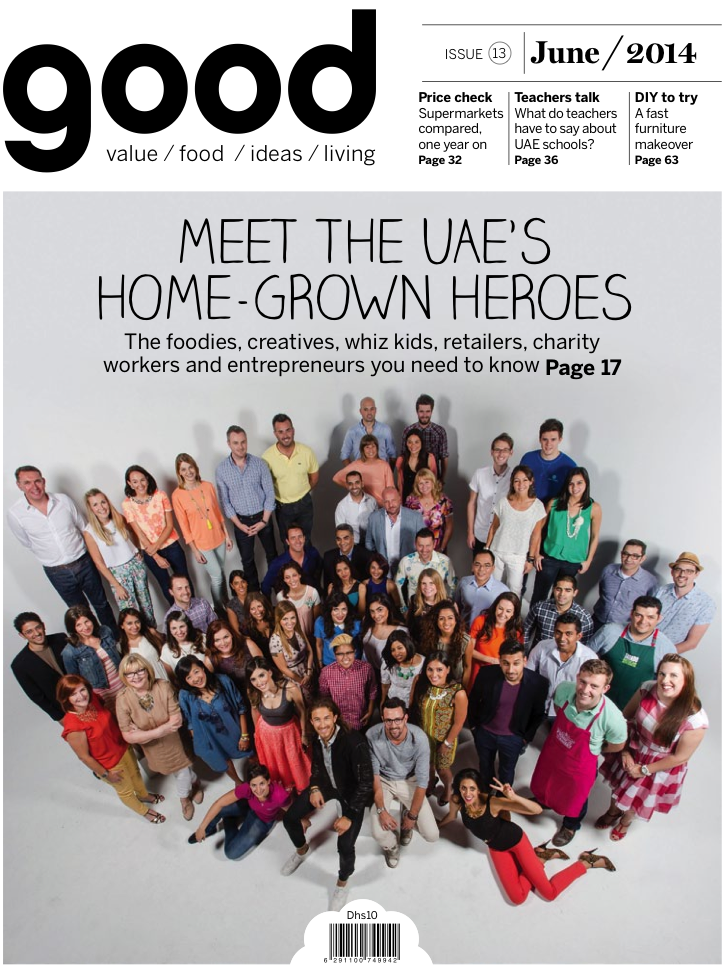 good
value / food / ideas / living
ISSUE 13
June/2014
Price check
Supermarkets
compared,
one year on
Page 32
Teachers talk
What do teachers
have to say about
UAE schools?
Page 36
DIY to try
A fast
furniture
makeover
Page 63
MEET THE UAE'S
HOME-GROWN HEROES
The foodies, creatives, whiz kids, retailers, charity
workers and entrepreneurs you need to know Page 17
Dhs10
6 291100 749942